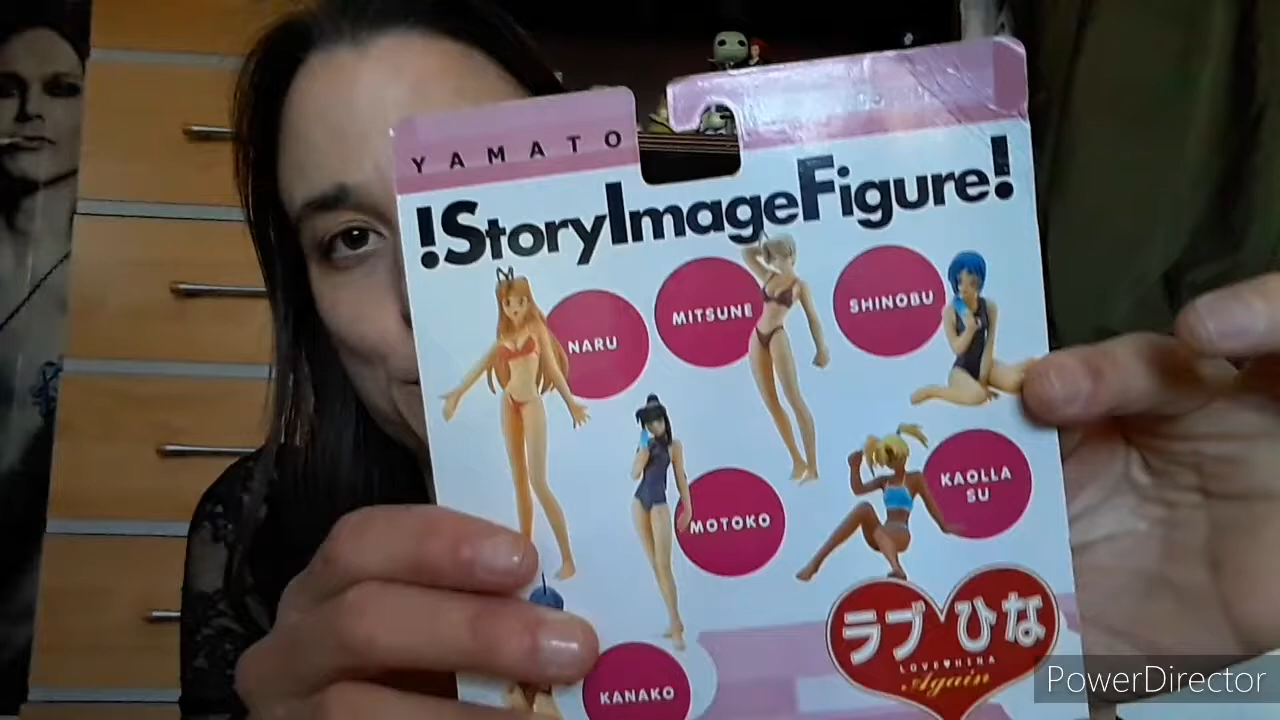 YAMATO
!StoryImageFigure!
NARU
MITSUNE
SHINOBU
MOTOKO
KAOLLA
SU
KANAKO
ラブひな
LOVE♥HINA
Again
PowerDirector